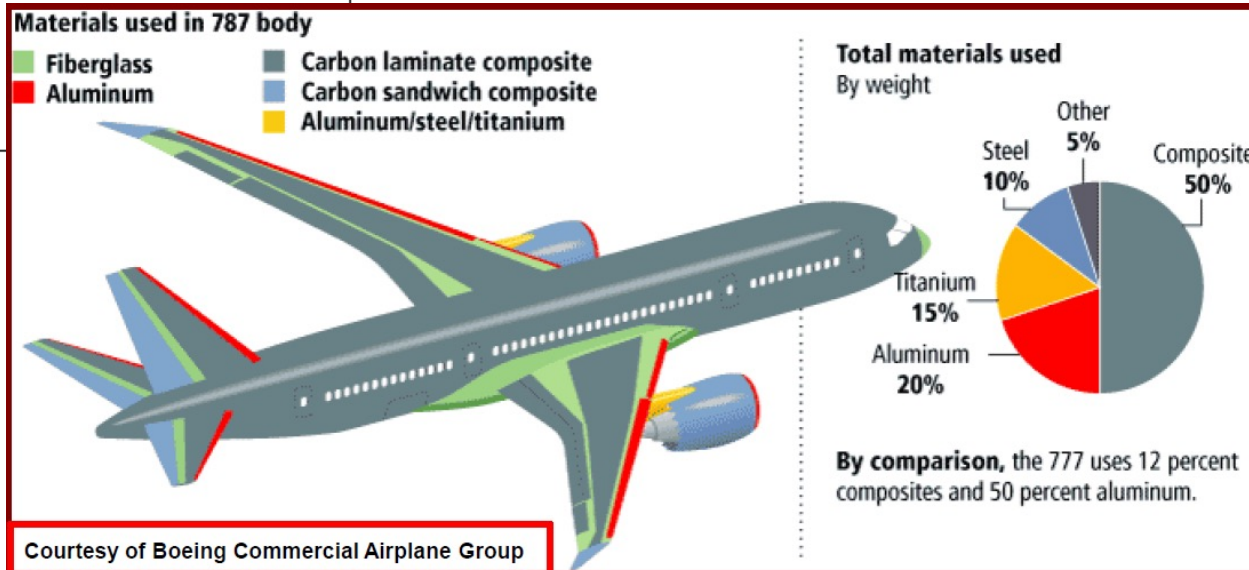 Materials used in 787 body
Fiberglass
Aluminum
Carbon laminate composite
Carbon sandwich composite
Aluminum/steel/titanium
Total materials used
By weight
Other
5%
Steel
10%
Composite
50%
Titanium
15%
Aluminum
20%
By comparison, the 777 uses 12 percent
composites and 50 percent aluminum.
Courtesy of Boeing Commercial Airplane Group